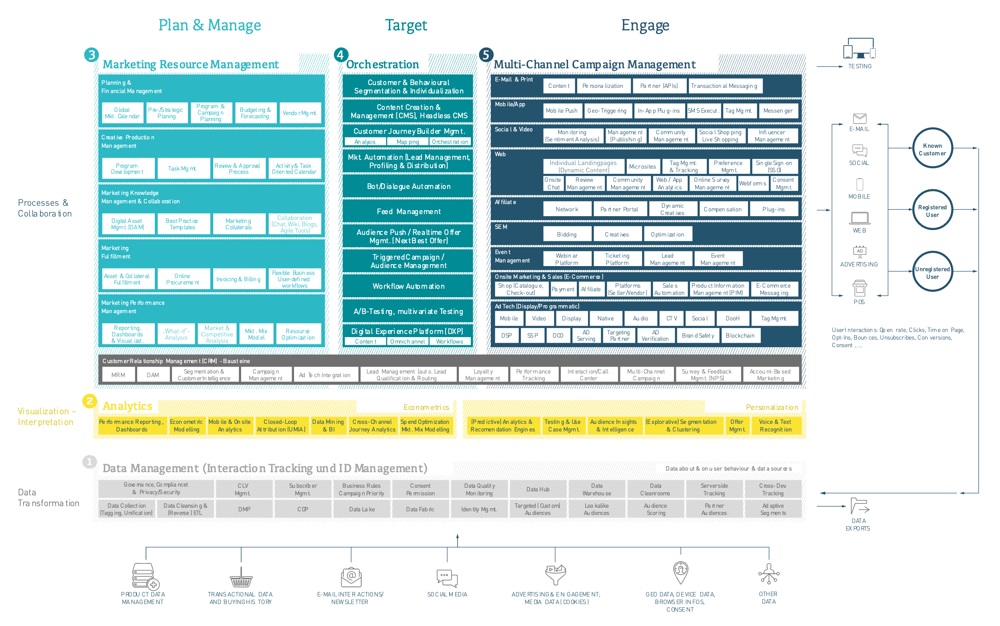 Plan & Manage
Target
Engage
3
Marketing Resource Management
Planning &
Financial Management
Global
Mkt. Calendar
Pre-/Strategic
Planing
Program &
Campaign
Planning
Budgeting &
Forecasting
Vendor Mgmt.
Creative Production
Management
Program
Development
Task Mgmt.
Review & Approval
Process
Activity & Task
Oriented Calendar
Marketing Knowledge
Management & Collaboration
Digital Asset
Mgmt. (DAM)
Best Practice
Templates
Marketing
Collaterals
Collaboration
(Chat, Wiki, Blogs,
Agile Tools)
Marketing
Fulfillment
Asset & Collateral
Fulfillment
Online
Procurement
Invoicing & Billing
Flexible Business
User-defined
workflows
Marketing Performance
Management
Reporting,
Dashboards
& Visualizat.
„What-if"-
Analysis
Market &
Competitive
Analysis
Mkt. Mix
Model
Resource
Optimization
4
Orchestration
Customer & Behavioural
Segmentation & Individualization
Content Creation &
Management (CMS), Headless CMS
Customer Journey Builder Mgmt.
Analysis
Mapping
Orchestration
Mkt. Automation (Lead Management,
Profiling & Distribution)
Bot/Dialogue Automation
Feed Management
Audience Push / Realtime Offer
Mgmt. (Next Best Offer)
Triggered Campaign /
Audience Management
Workflow Automation
A/B-Testing, multivariate Testing
Digital Experience Platform (DXP)
Content
Omnichannel
Workflows
5
Multi-Channel Campaign Management
E-Mail & Print
Content
Personalization
Partner (APIs)
Transactional Messaging
Mobile/App
Mobile Push
Geo-Triggering
In-App Plug-ins
SMS Execut.
Tag Mgmt.
Messenger
Social & Video
Monitoring
(Sentiment Analysis)
Management
(Publishing)
Community
Management
Social Shopping
Live Shopping
Influencer
Management
Web
Individual Landingpages
(Dynamic Content)
Microsites
Tag Mgmt.
& Tracking
Preference
Mgmt.
Single Sign-on
(SSO)
Onsite
Chat
Review
Management
Community
Management
Web / App
Analytics
Online Survey
Management
Webforms
Consent
Mgmt.
Affiliate
Network
Partner Portal
Dynamic
Creatives
Compensation
Plug-ins
SEM
Bidding
Creatives
Optimization
Event
Management
Webinar
Platform
Ticketing
Platform
Lead
Management
Event
Management
Onsite Marketing & Sales (E-Commerce)
Shop (Catalogue,
Check-out)
Payment
Affiliate
Platforms
(Seller/Vendor)
Sales
Automation
Product Information
Management (PIM)
E-Commerce
Messaging
Ad Tech (Display/Programmatic)
Mobile
Video
Display
Native
Audio
CTV
Social
DooH
Tag Mgmt.
DSP
SSP
DCO
AD
Serving
Targeting
Partner
AD
Verification
Brand Safety
Blockchain
Customer Relationship Management (CRM) - Bausteine
MRM
DAM
Segmentation &
Customer Intelligence
Campaign
Management
Ad Tech Integration
Lead Management (auto. Lead
Qualification & Routing
Loyalty
Management
Performance
Tracking
Interaction/Call
Center
Multi-Channel
Campaign
Survey & Feedback
Mgmt. (NPS)
Account-Based
Marketing
Processes &
Collaboration
Visualization –
Interpretation
2
Analytics
Econometrics
Performance Reporting,
Dashboards
Econometric
Modelling
Mobile & Onsite
Analytics
Closed-Loop
Attribution (UMIA)
Data Mining
& BI
Cross-Channel
Journey Analytics
Spend Optimization
Mkt. Mix Modelling
Personalization
(Predictive) Analytics &
Recomendation Engines
Testing & Use
Case Mgmt.
Audience Insights
& Intelligence
(Explorative) Segmentation
& Clustering
Offer
Mgmt.
Voice & Text
Recognition
Data
Transformation
1
Data Management (Interaction Tracking und ID Management)
Data about & on user behaviour & data sources
Governance, Compliancet
& Privacy/Security
CLV
Mgmt.
Subscriber
Mgmt.
Business Rules
Campaign Priority
Consent
Permission
Data Quality
Monitoring
Data Hub
Data
Warehouse
Data
Cleanrooms
Serverside
Tracking
Cross-Dev.
Tracking
Data Collection
(Tagging, Unification)
Data Cleansing &
(Reverse) ETL
DMP
CDP
Data Lake
Data Fabric
Identity Mgmt.
Targeted (Custom)
Audiences
Lookalike
Audiences
Audience
Scoring
Partner
Audiences
Adaptive
Segments
TESTING
E-MAIL
SOCIAL
MOBILE
WEB
AD
ADVERTISING
POS
Known
Customer
Registered
User
Unregistered
User
User Interactions: Open rate, Clicks, Time on Page,
Opt-Ins, Bounces, Unsubscribes, Conversions,
Consent, ...
DATA
EXPORTS
PRODUCT DATA
MANAGEMENT
TRANSACTIONAL DATA
AND BUYING HISTORY
E-MAIL INTERACTIONS/
NEWSLETTER
SOCIAL MEDIA
ADVERTISING & ENGAGEMENT;
MEDIA DATA (COOKIES)
GEO DATA, DEVICE DATA,
BROWSER INFOS,
CONSENT
OTHER
DATA